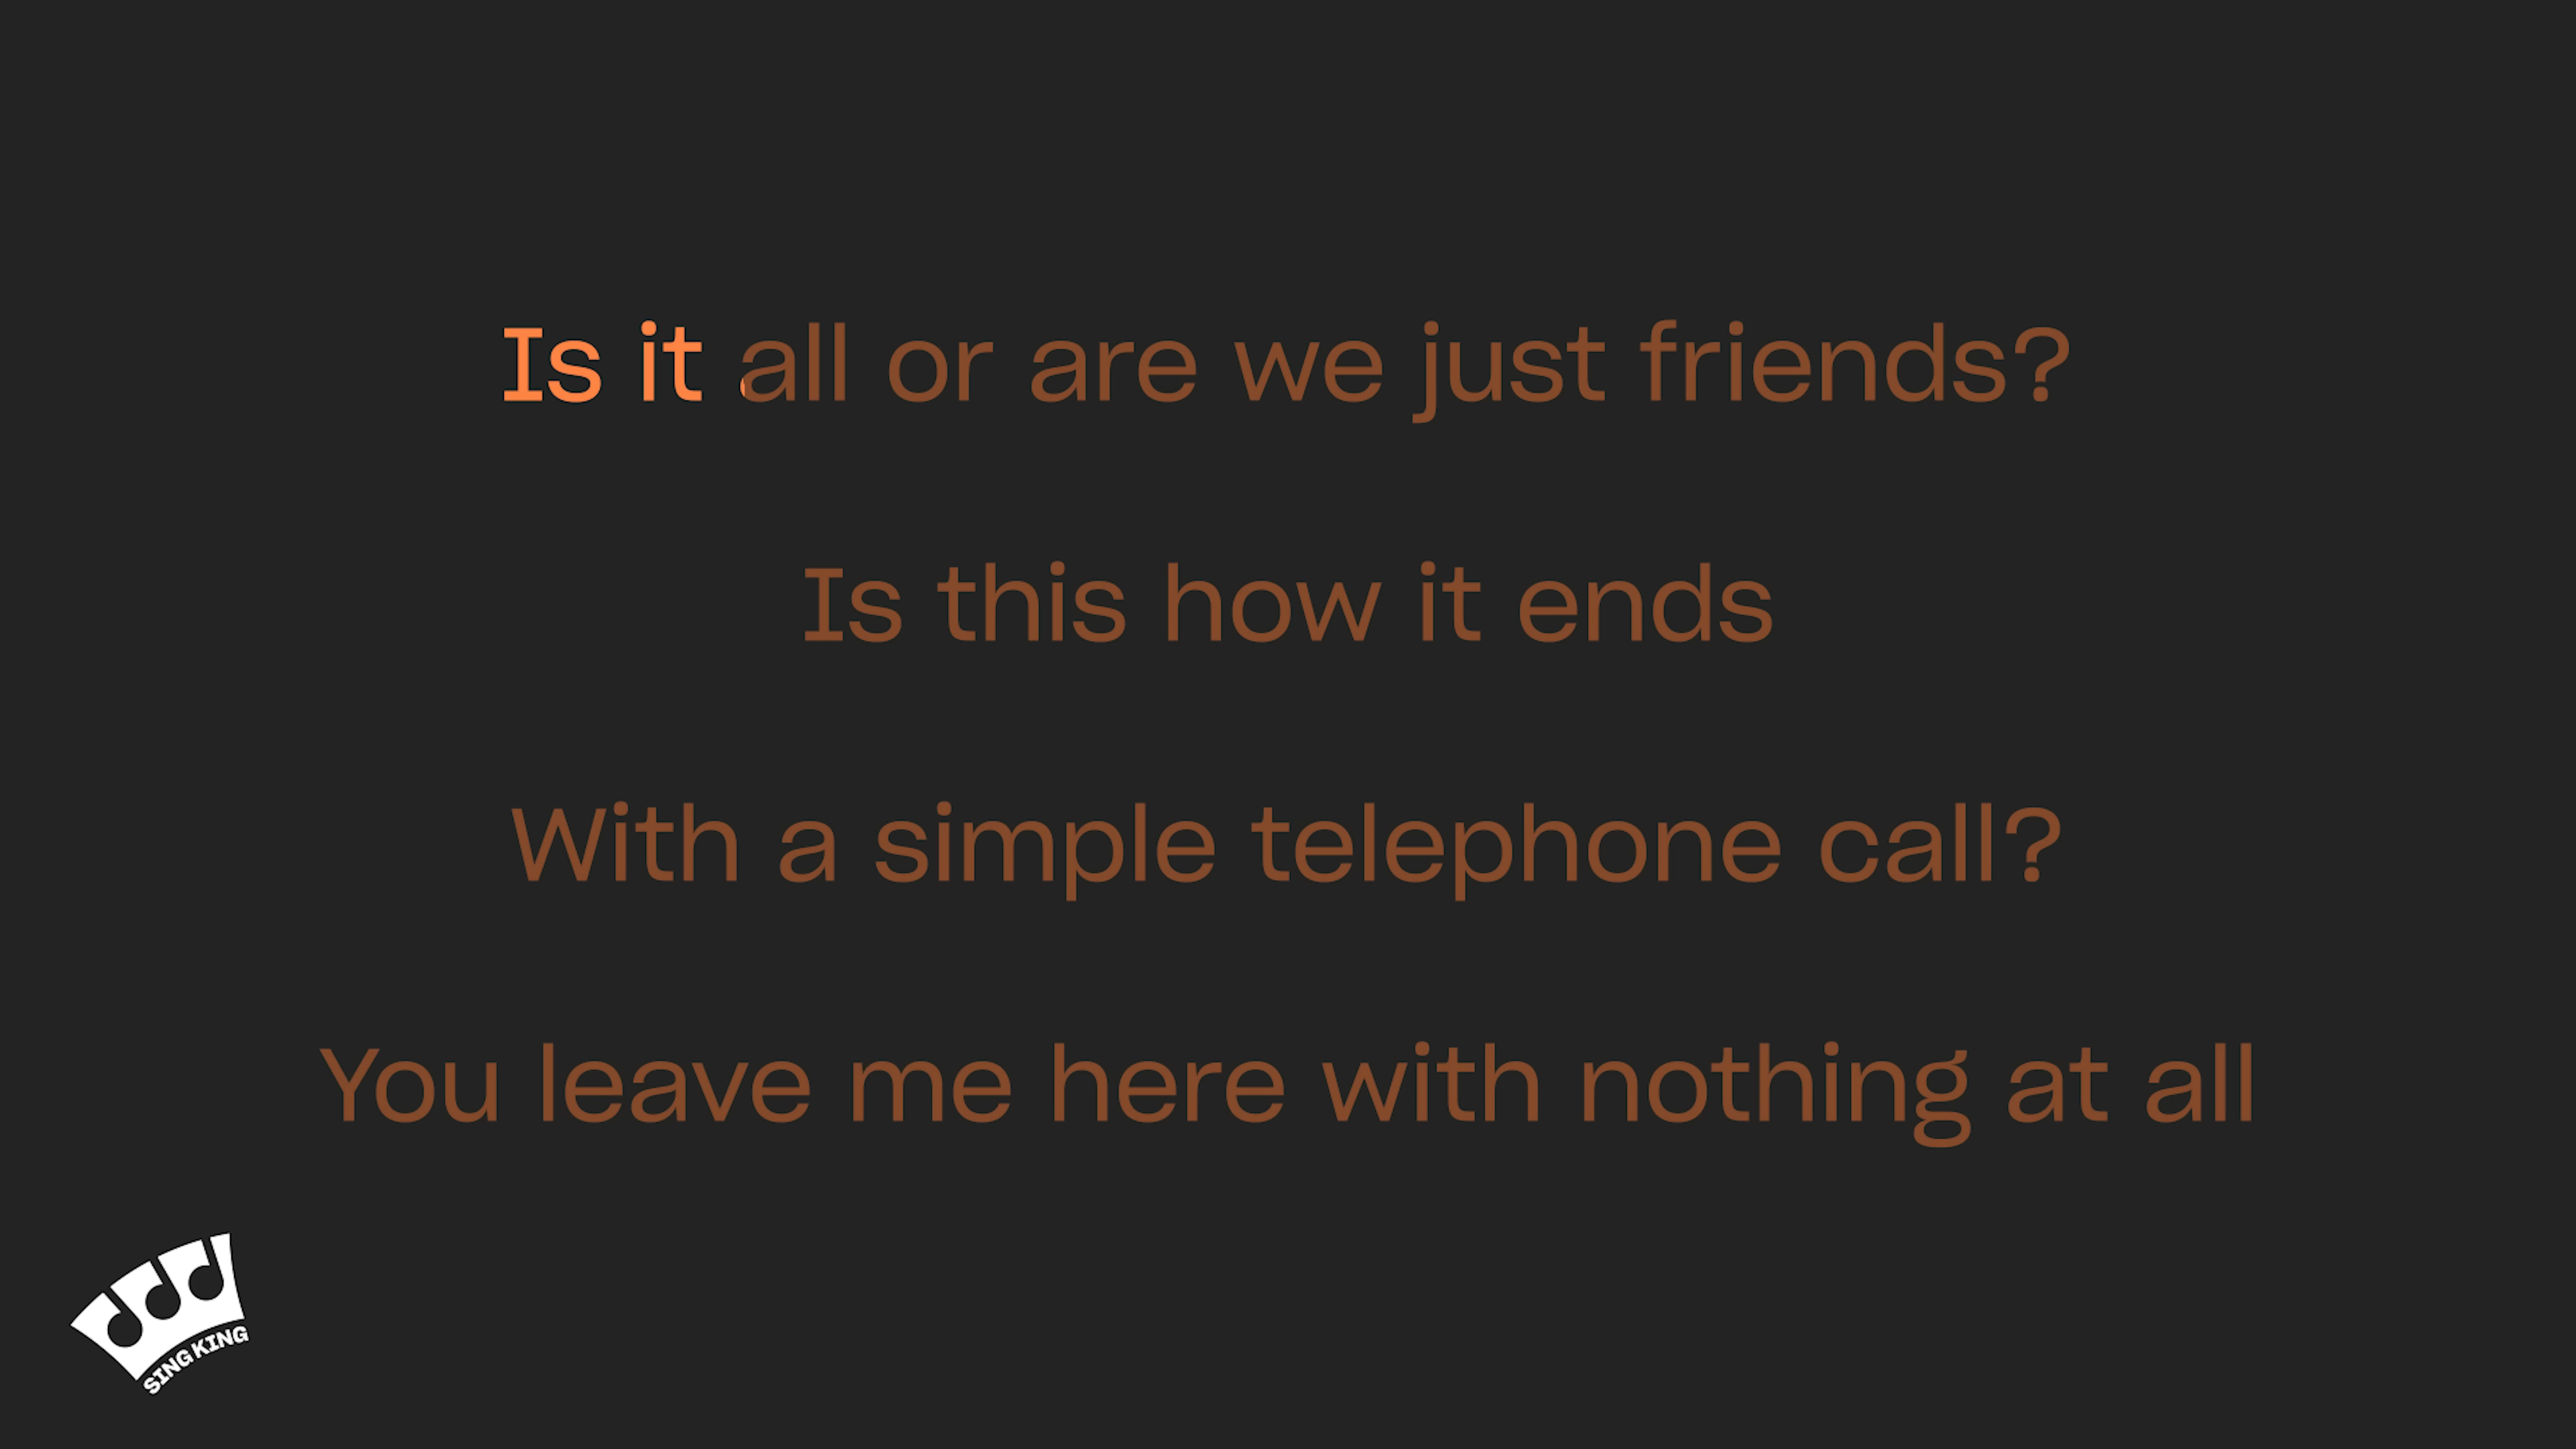 Is it all or are we just friends?
Is this how it ends
With a simple telephone call?
You leave me here with nothing at all
SING KING